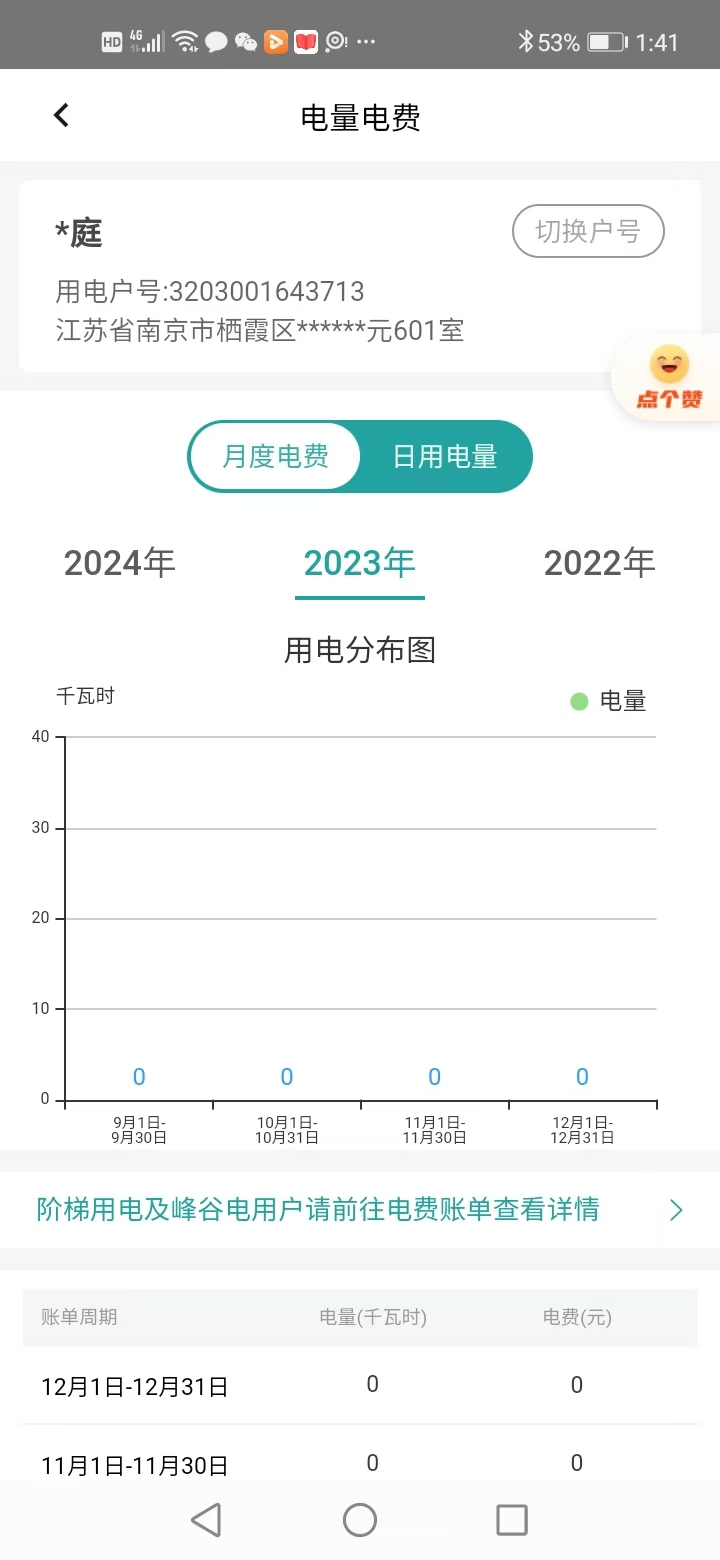 HD 4G 53% 1:41
电量电费
*庭
切换户号
用电户号:3203001643713
江苏省南京市栖霞区******元601室
点个赞
月度电费 日用电量
2024年 2023年 2022年
用电分布图
千瓦时 电量
40
30
20
10
0 0 0 0
0
9月1日- 10月1日- 11月1日- 12月1日-
9月30日 10月31日 11月30日 12月31日
阶梯用电及峰谷电用户请前往电费账单查看详情
账单周期 电量(千瓦时) 电费(元)
12月1日-12月31日 0 0
11月1日-11月30日 0 0